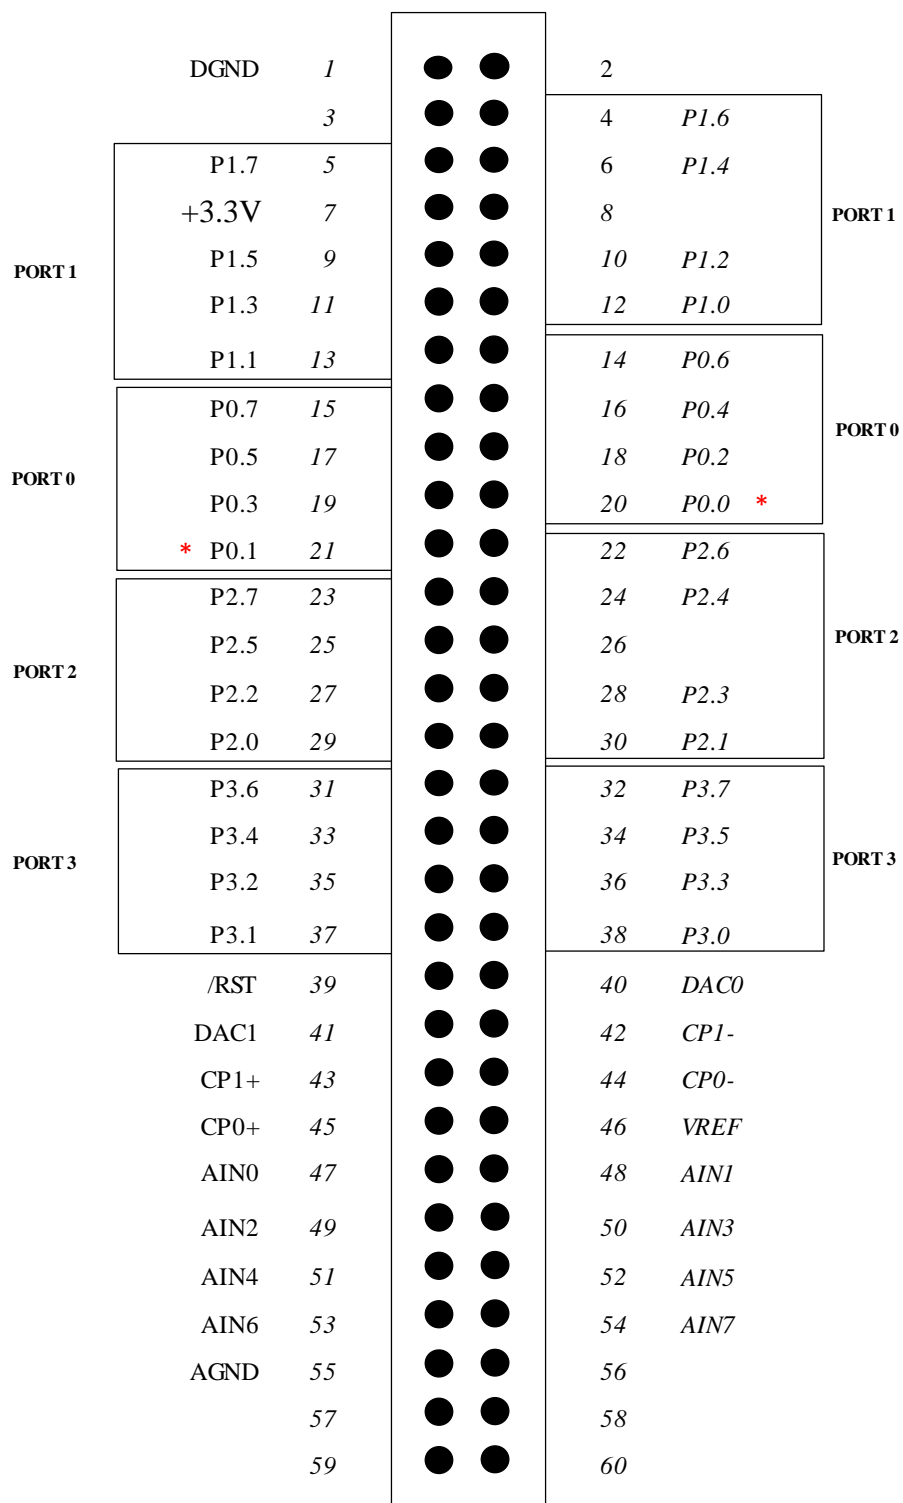 DGND 1 2
3 4 P1.6
P1.7 5 6 P1.4
+3.3V 7 8 PORT 1
P1.5 9 10 P1.2
PORT 1
P1.3 11 12 P1.0
P1.1 13 14 P0.6
P0.7 15 16 P0.4
PORT 0
P0.5 17 18 P0.2
PORT 0
P0.3 19 20 P0.0 *
* P0.1 21 22 P2.6
P2.7 23 24 P2.4
PORT 2
P2.5 25 26
PORT 2
P2.2 27 28 P2.3
P2.0 29 30 P2.1
P3.6 31 32 P3.7
P3.4 33 34 P3.5
PORT 3 PORT 3
P3.2 35 36 P3.3
P3.1 37 38 P3.0
/RST 39 40 DAC0
DAC1 41 42 CP1-
CP1+ 43 44 CP0-
CP0+ 45 46 VREF
AIN0 47 48 AIN1
AIN2 49 50 AIN3
AIN4 51 52 AIN5
AIN6 53 54 AIN7
AGND 55 56
57 58
59 60